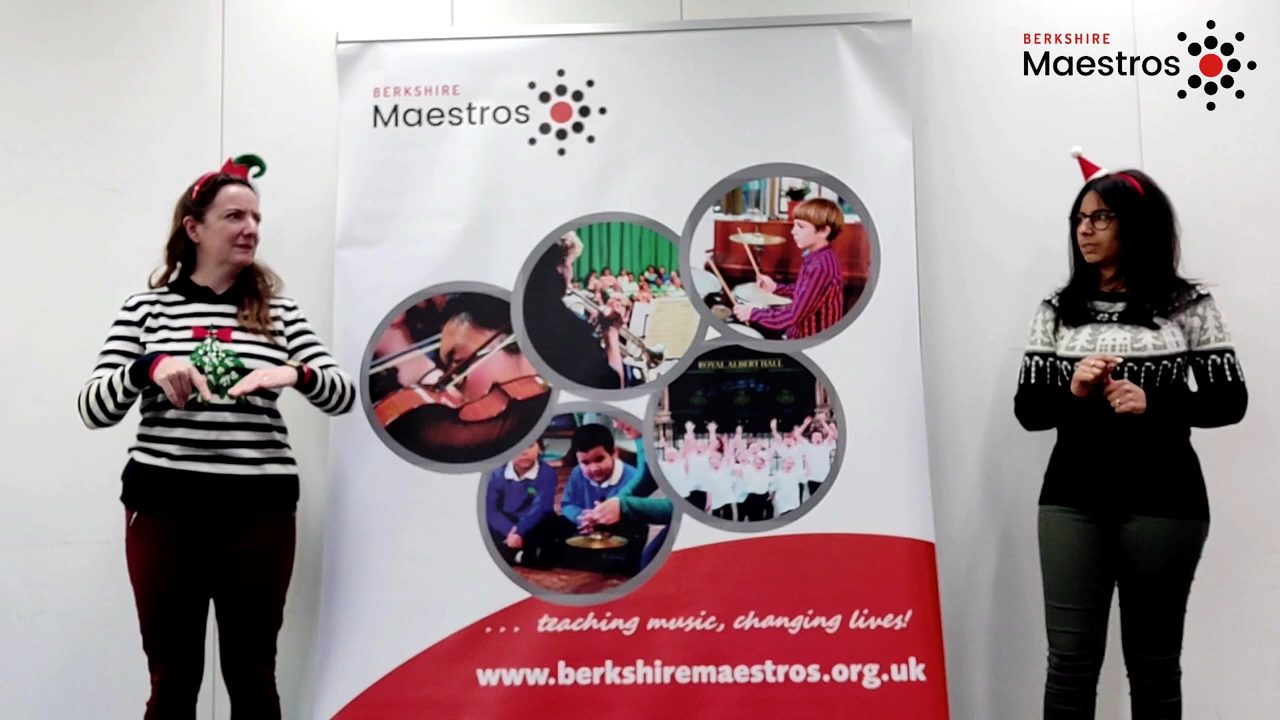 BERKSHIRE
Maestros
BERKSHIRE
Maestros
ROYAL ALBERT HALL
... teaching music, changing lives!
www.berkshiremaestros.org.uk